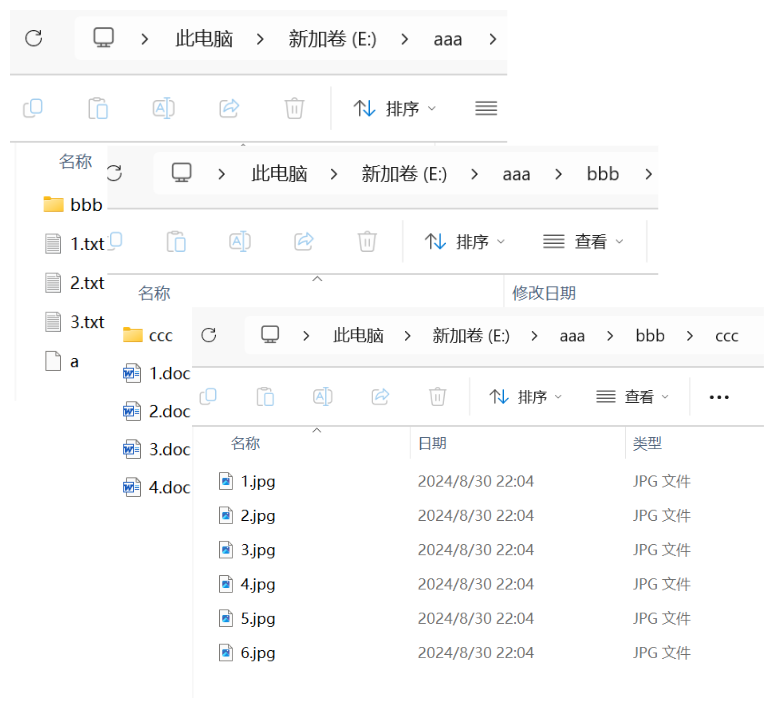 此电脑 > 新加卷 (E:) > aaa >
排序
名称
bbb
1.txt
2.txt
3.txt
a
此电脑 > 新加卷 (E:) > aaa > bbb >
排序 查看
名称 修改日期
ccc
1.doc
2.doc
3.doc
4.doc
此电脑 > 新加卷 (E:) > aaa > bbb > ccc
排序 查看 •••
名称 日期 类型
1.jpg 2024/8/30 22:04 JPG 文件
2.jpg 2024/8/30 22:04 JPG 文件
3.jpg 2024/8/30 22:04 JPG 文件
4.jpg 2024/8/30 22:04 JPG 文件
5.jpg 2024/8/30 22:04 JPG 文件
6.jpg 2024/8/30 22:04 JPG 文件